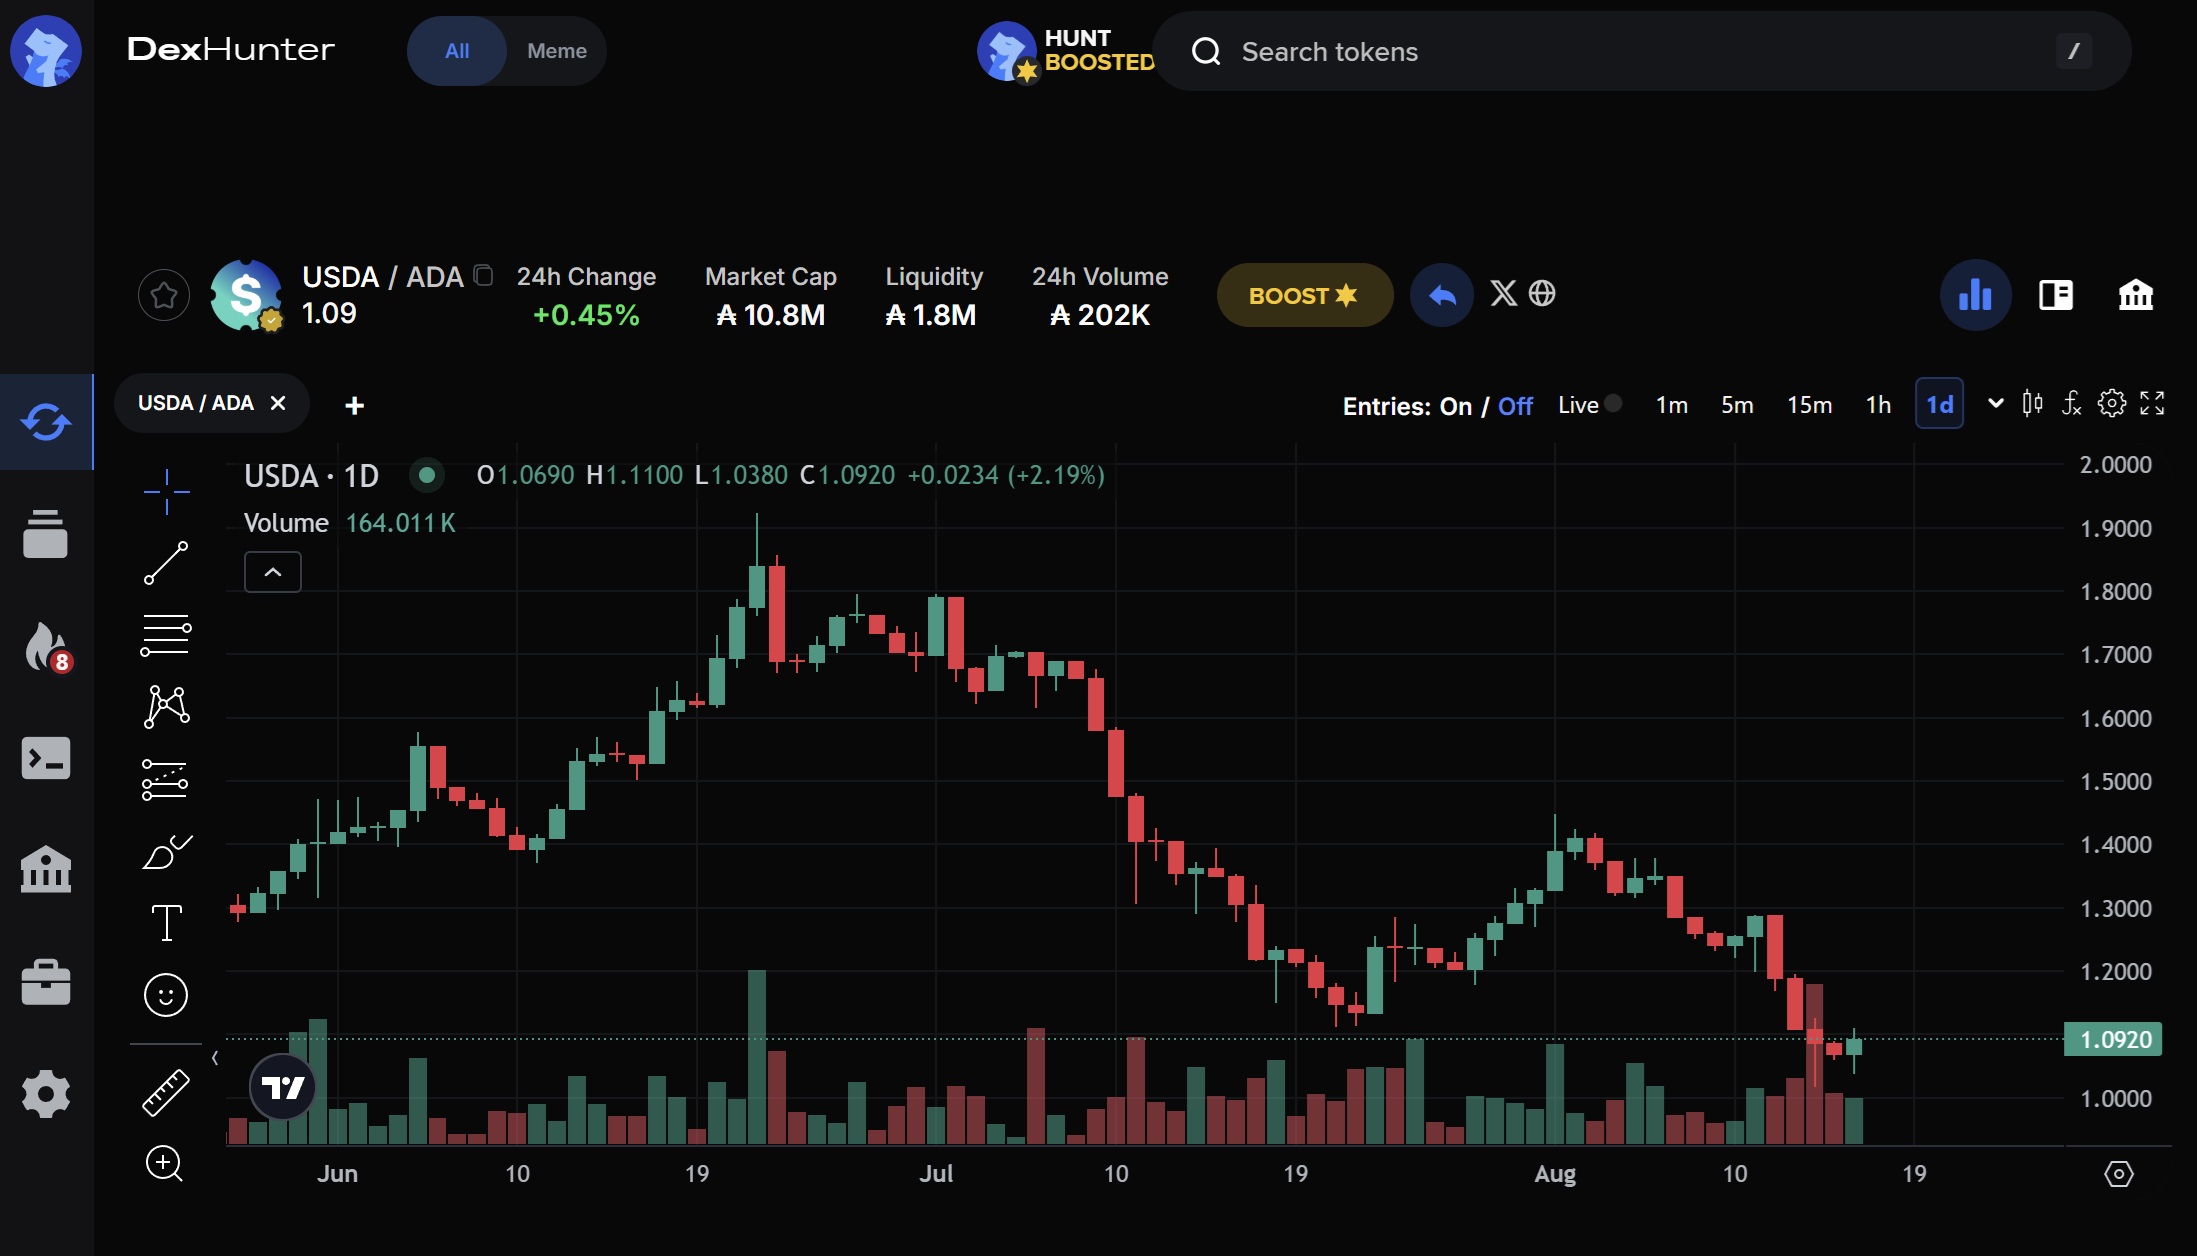 DexHunter
All
Meme
HUNT
BOOSTED
Search tokens
/
USDA / ADA
1.09
24h Change
+0.45%
Market Cap
₳ 10.8M
Liquidity
₳ 1.8M
24h Volume
₳ 202K
BOOST
USDA / ADA ×
+
Entries: On / Off
Live
1m
5m
15m
1h
1d
8
USDA · 1D
O1.0690 H1.1100 L1.0380 C1.0920 +0.0234 (+2.19%)
Volume 164.011K
2.0000
1.9000
1.8000
1.7000
1.6000
1.5000
1.4000
1.3000
1.2000
1.0920
1.0000
Jun
10
19
Jul
10
19
Aug
10
19